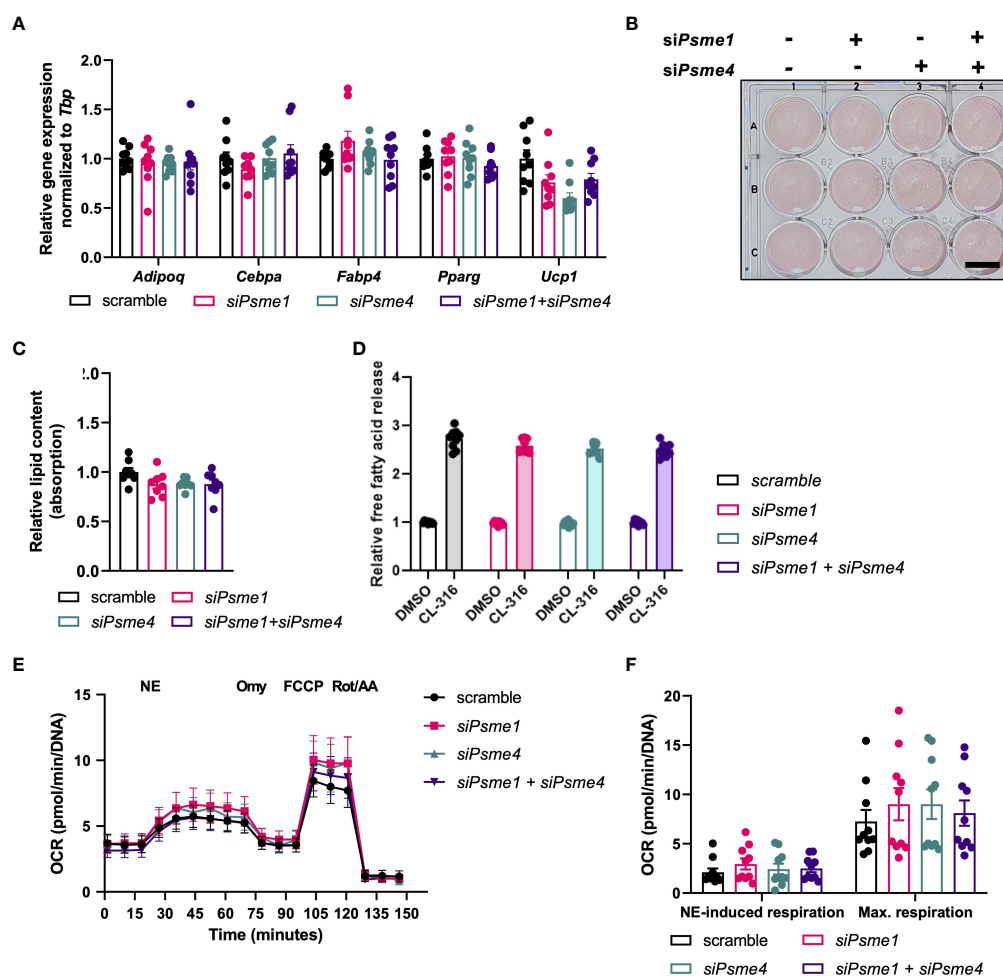 A
Relative gene expression
normalized to Tbp
2.0
1.5
1.0
0.5
0.0
Adipoq Cebpa Fabp4 Pparg Ucp1
scramble siPsme1 siPsme4 siPsme1+siPsme4
B
siPsme1 - + - +
siPsme4 - - + +
1 2 3 4
A
B
C
B2 B3 B4
C2 C3 C4
C
Relative lipid content
(absorption)
2.0
1.5
1.0
0.5
0.0
scramble siPsme1
siPsme4 siPsme1+siPsme4
D
Relative free fatty acid release
4
3
2
1
0
DMSO CL-316 DMSO CL-316 DMSO CL-316 DMSO CL-316
scramble
siPsme1
siPsme4
siPsme1 + siPsme4
E
NE Omy FCCP Rot/AA
OCR (pmol/min/DNA)
15
10
5
0
0 15 30 45 60 75 90 105 120 135 150
Time (minutes)
scramble
siPsme1
siPsme4
siPsme1 + siPsme4
F
OCR (pmol/min/DNA)
20
15
10
5
0
NE-induced respiration Max. respiration
scramble siPsme1
siPsme4 siPsme1 + siPsme4